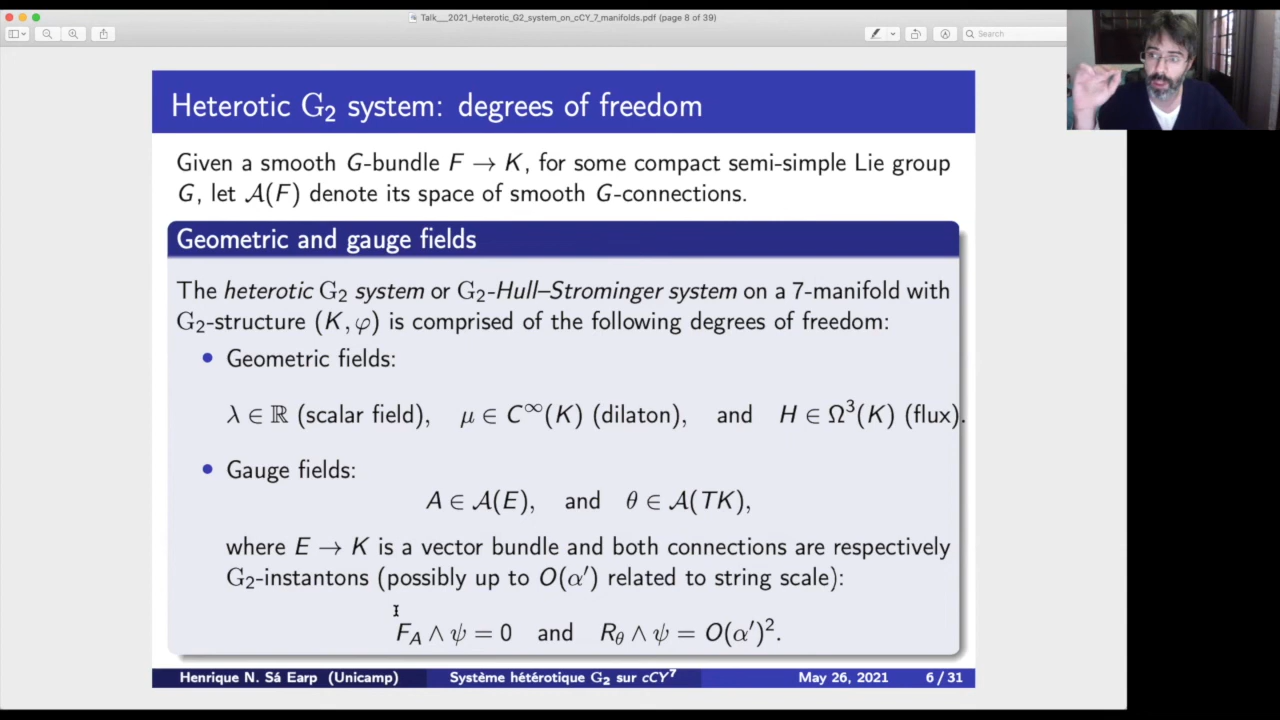 Talk___2021_Heterotic_G2_system_on_cCY_7_manifolds.pdf (page 8 of 39)
Search
Heterotic G₂ system: degrees of freedom
Given a smooth G-bundle F → K, for some compact semi-simple Lie group
G, let 𝒜(F) denote its space of smooth G-connections.
Geometric and gauge fields
The heterotic G₂ system or G₂-Hull–Strominger system on a 7-manifold with
G₂-structure (K, φ) is comprised of the following degrees of freedom:
• Geometric fields:
λ ∈ ℝ (scalar field), μ ∈ C^∞(K) (dilaton), and H ∈ Ω³(K) (flux).
• Gauge fields:
A ∈ 𝒜(E), and θ ∈ 𝒜(TK),
where E → K is a vector bundle and both connections are respectively
G₂-instantons (possibly up to O(α′) related to string scale):
F_A ∧ ψ = 0 and R_θ ∧ ψ = O(α′)².
Henrique N. Sá Earp (Unicamp) Système hétérotique G₂ sur cCY⁷ May 26, 2021 6 / 31